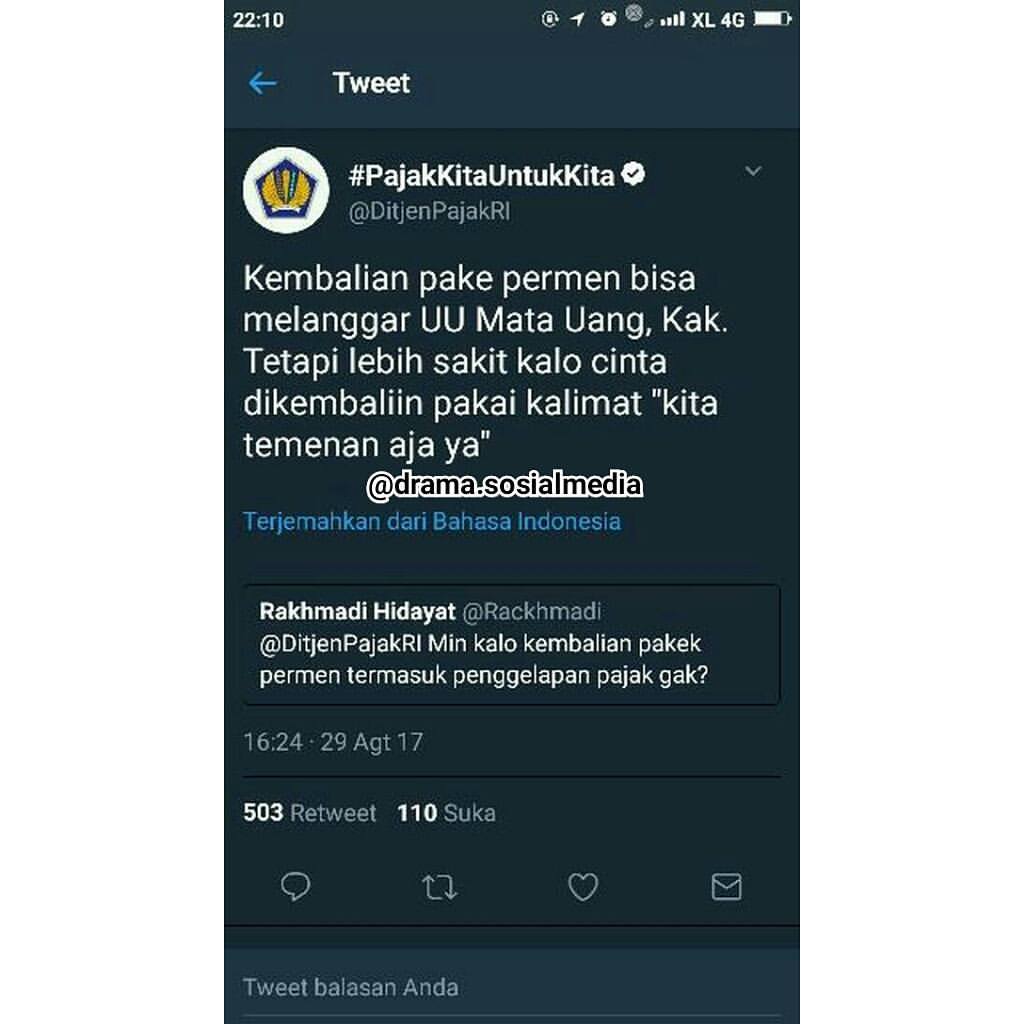 22:10 XL 4G
Tweet
#PajakKitaUntukKita
@DitjenPajakRI
Kembalian pake permen bisa
melanggar UU Mata Uang, Kak.
Tetapi lebih sakit kalo cinta
dikembaliin pakai kalimat "kita
temenan aja ya"
@drama.sosialmedia
Terjemahkan dari Bahasa Indonesia
Rakhmadi Hidayat @Rackhmadi
@DitjenPajakRI Min kalo kembalian pakek
permen termasuk penggelapan pajak gak?
16:24 · 29 Agt 17
503 Retweet 110 Suka
Tweet balasan Anda